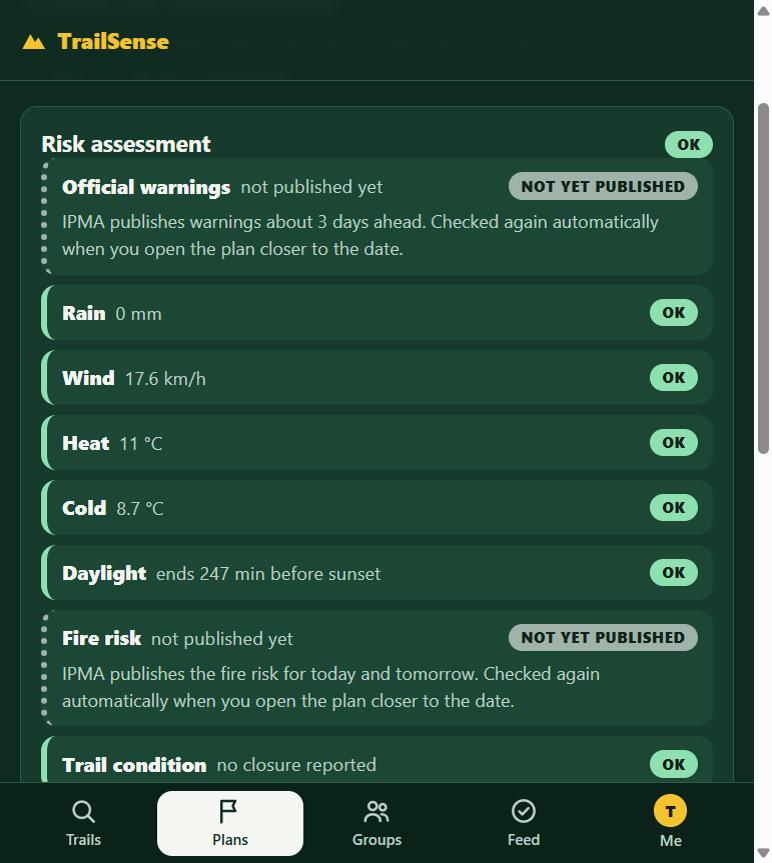 TrailSense
Risk assessment OK
Official warnings not published yet NOT YET PUBLISHED
IPMA publishes warnings about 3 days ahead. Checked again automatically
when you open the plan closer to the date.
Rain 0 mm OK
Wind 17.6 km/h OK
Heat 11 °C OK
Cold 8.7 °C OK
Daylight ends 247 min before sunset OK
Fire risk not published yet NOT YET PUBLISHED
IPMA publishes the fire risk for today and tomorrow. Checked again
automatically when you open the plan closer to the date.
Trail condition no closure reported OK
T
Trails Plans Groups Feed Me